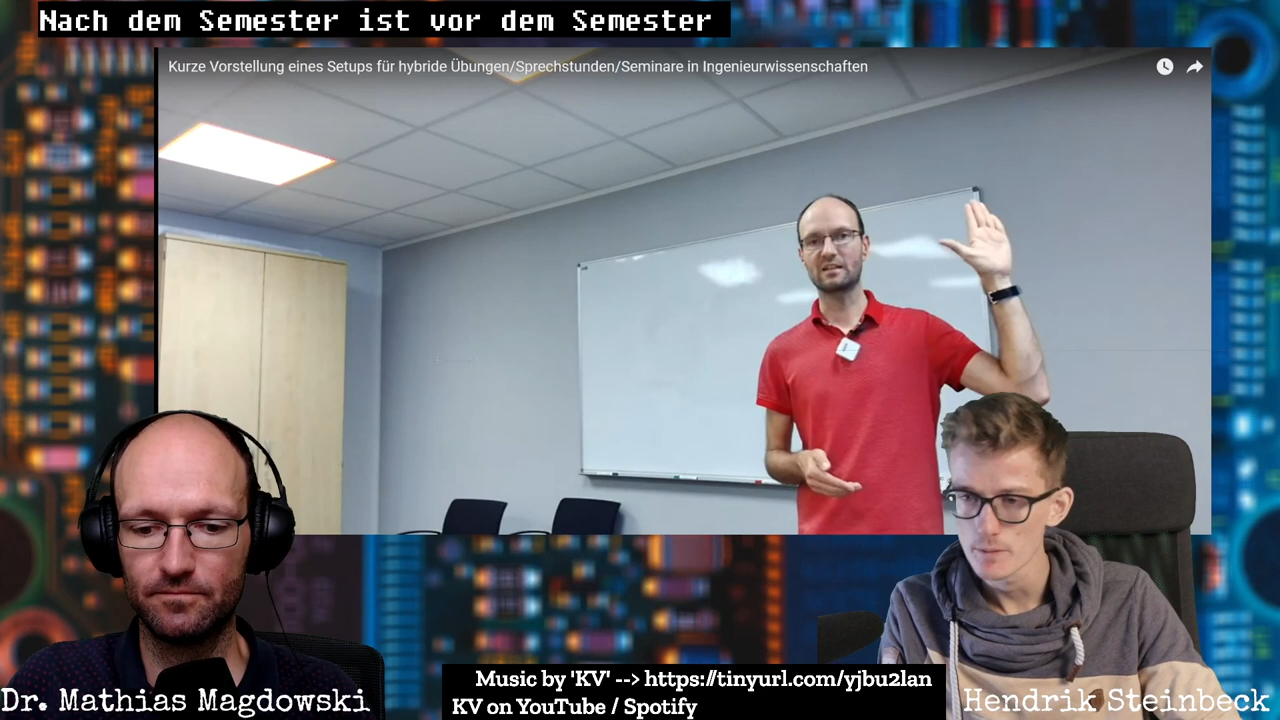 Nach dem Semester ist vor dem Semester
Kurze Vorstellung eines Setups für hybride Übungen/Sprechstunden/Seminare in Ingenieurwissenschaften
Dr. Mathias Magdowski
Music by 'KV' --> https://tinyurl.com/yjbu2lan
KV on YouTube / Spotify
Hendrik Steinbeck